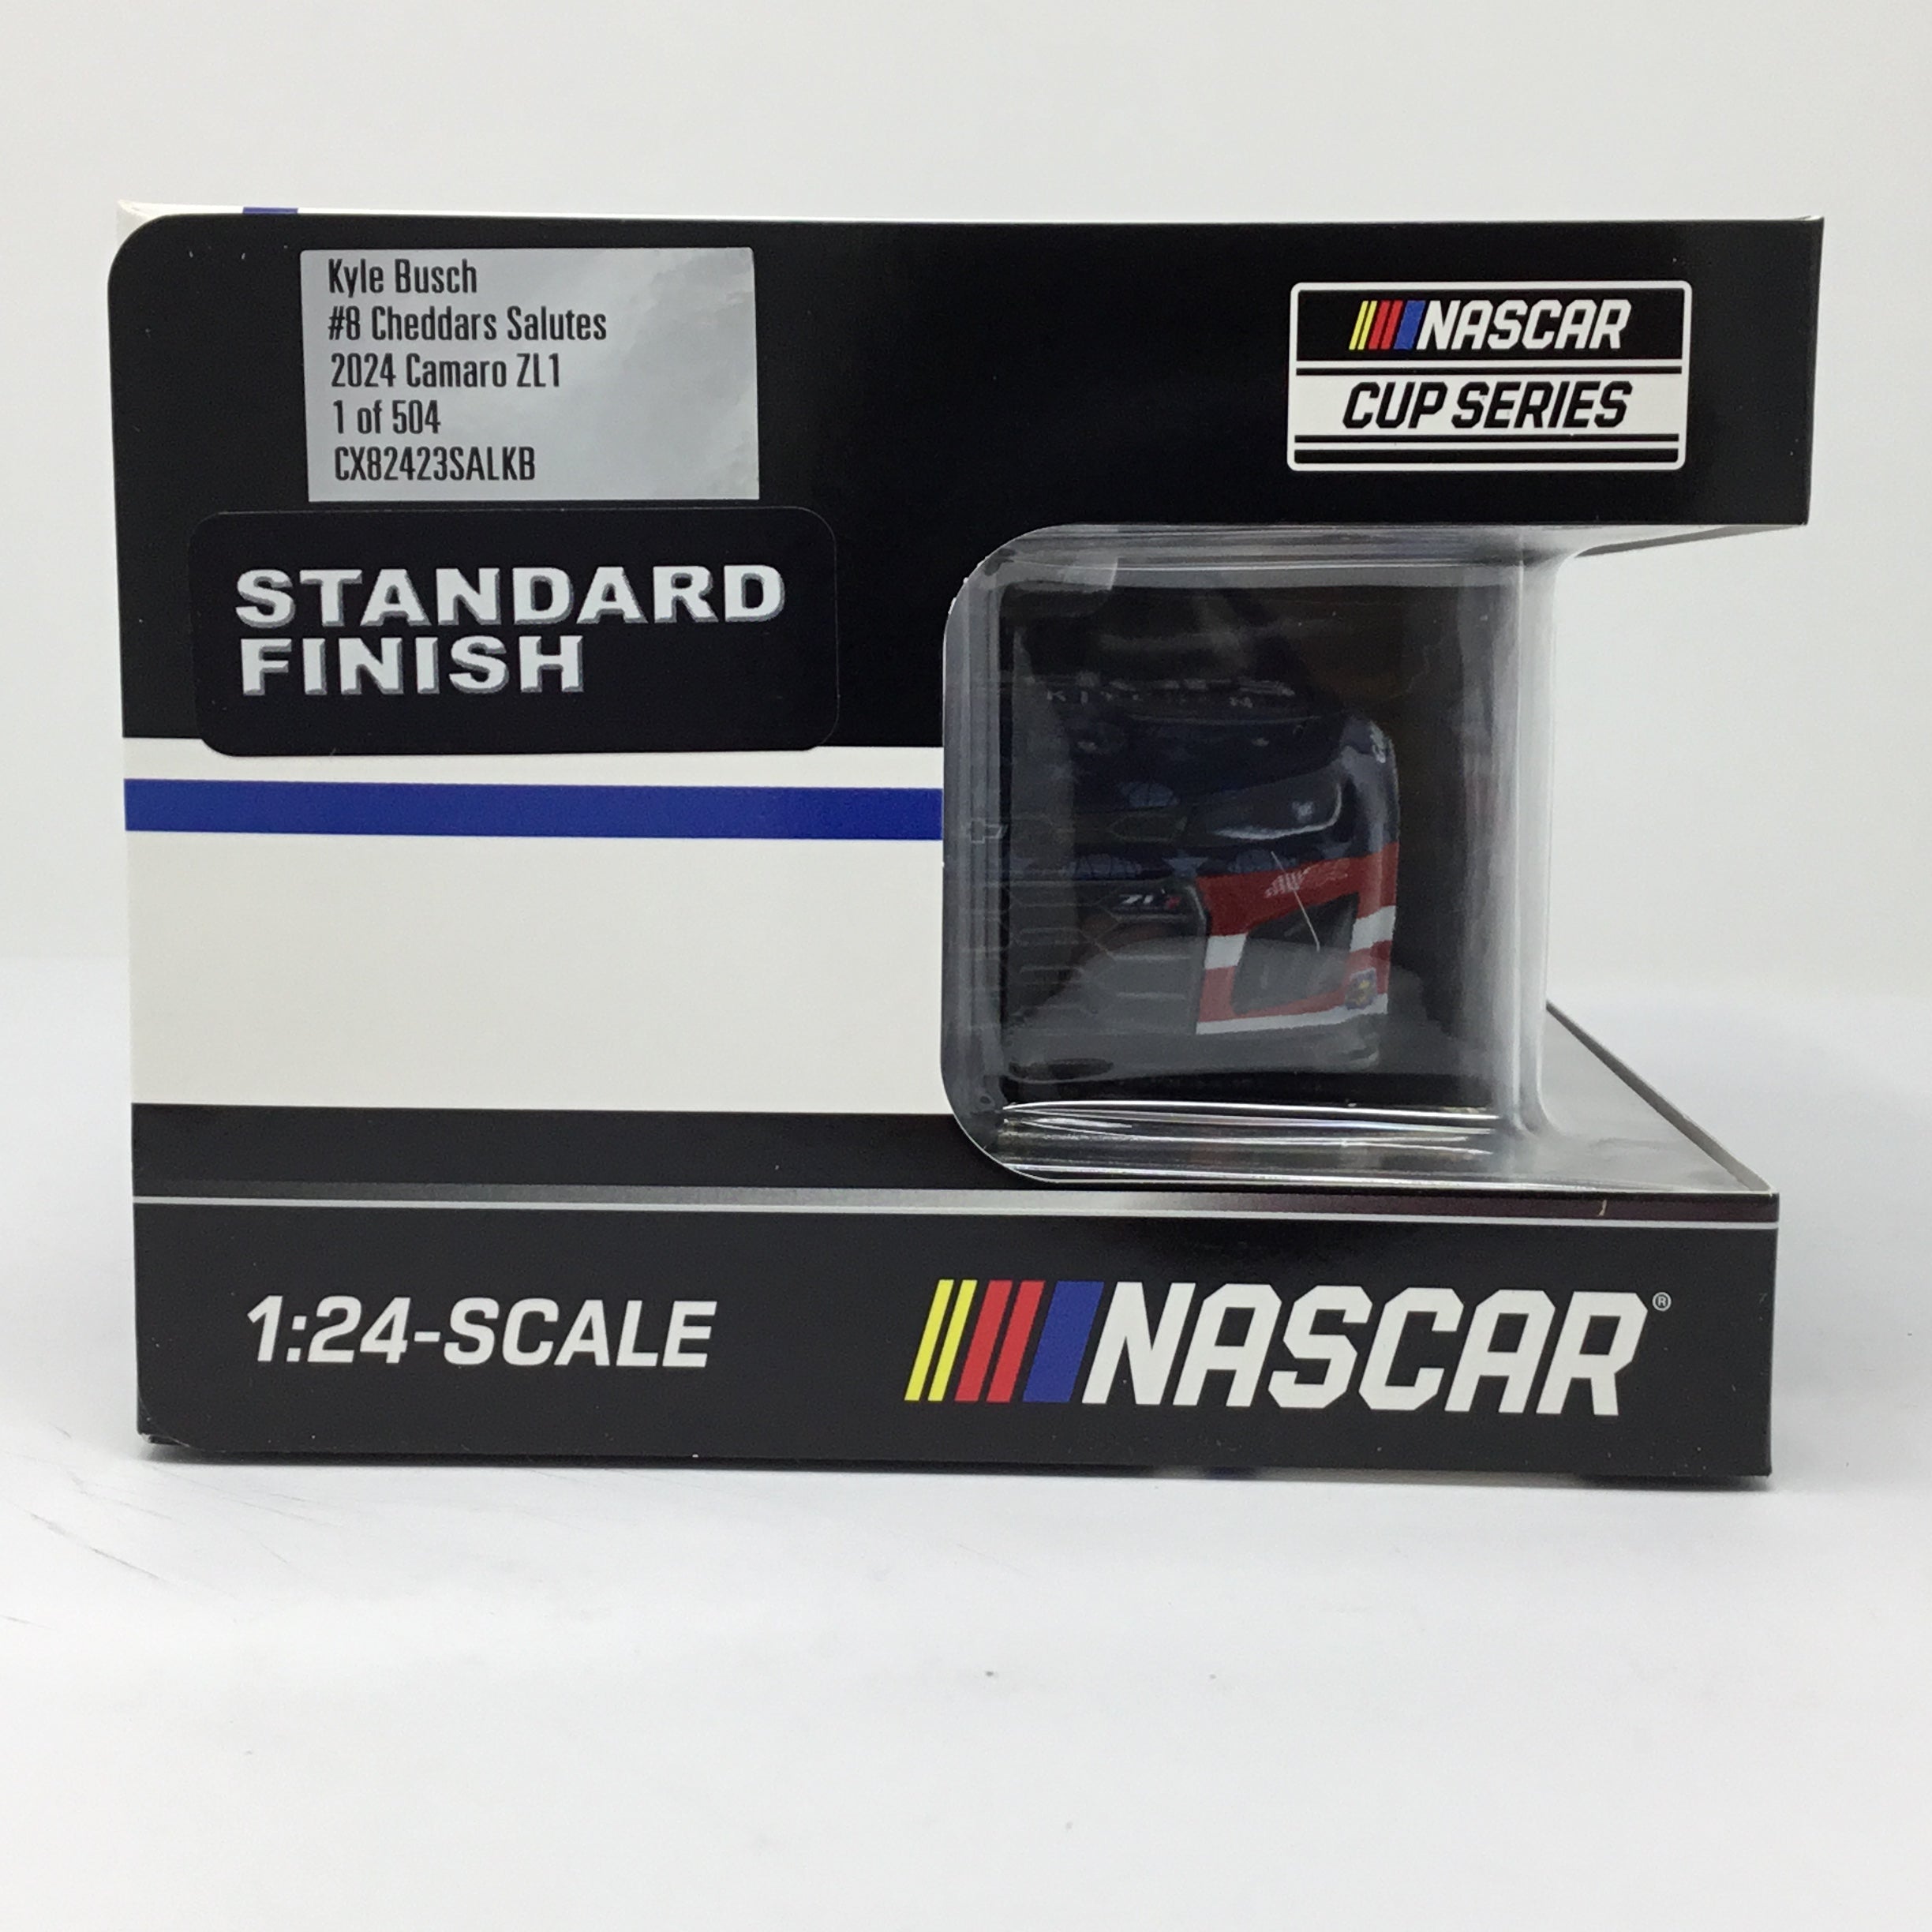 Kyle Busch
#8 Cheddars Salutes
2024 Camaro ZL1
1 of 504
CX82423SALKB
NASCAR
CUP SERIES
STANDARD
FINISH
ZL1
1:24-SCALE
NASCAR®